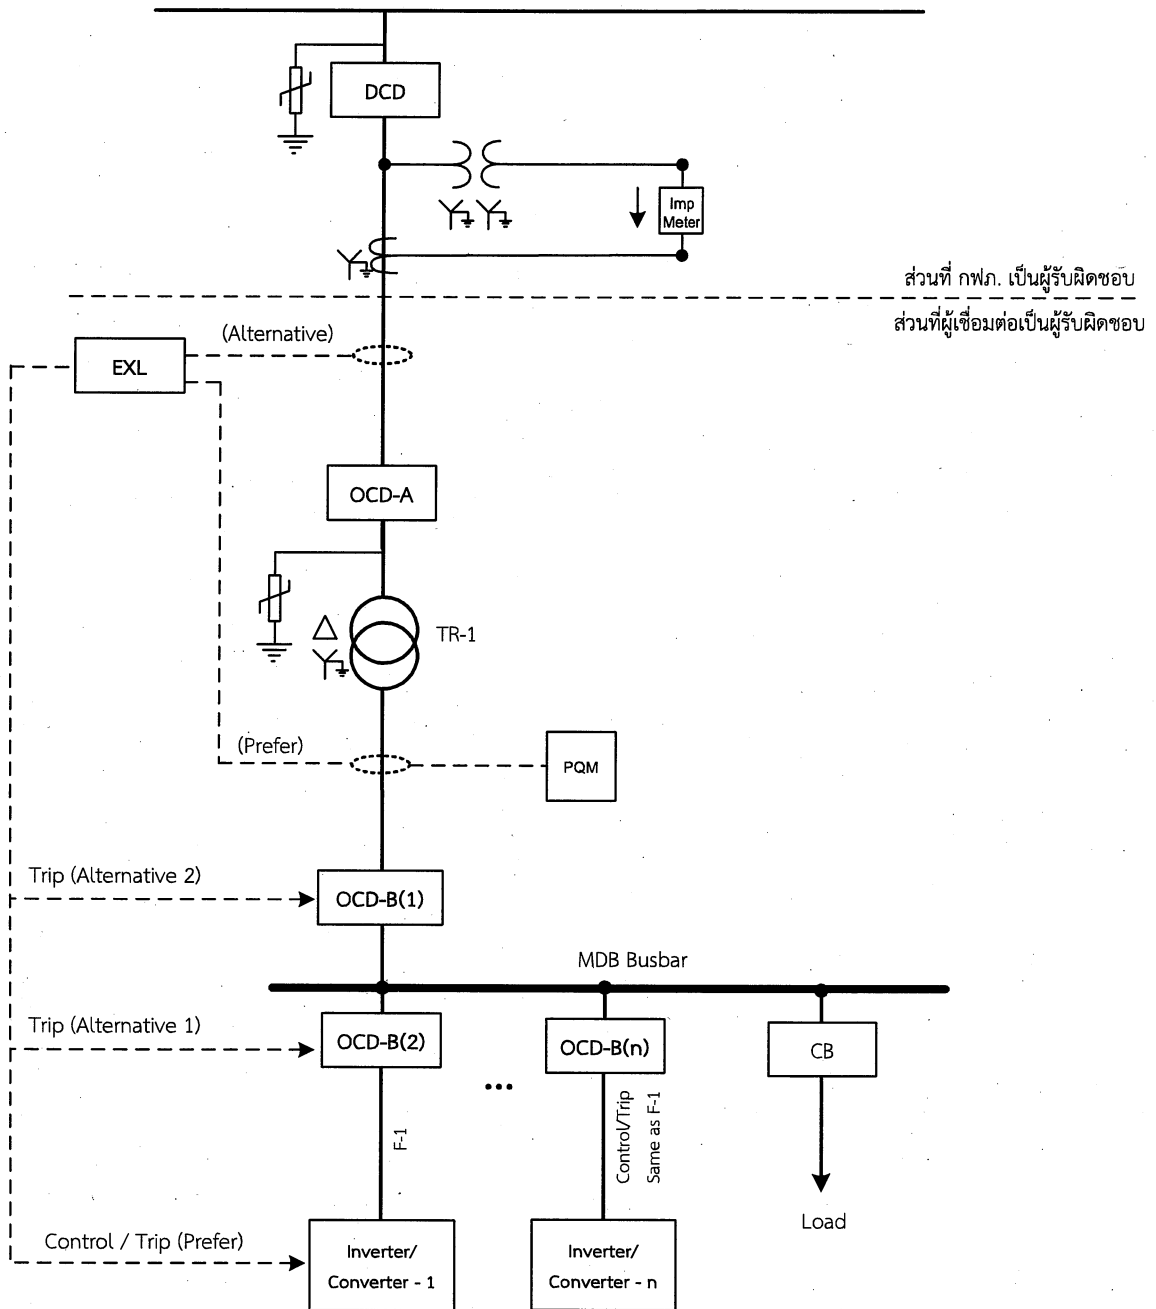 DCD
Imp
Meter
ส่วนที่ กฟภ. เป็นผู้รับผิดชอบ
ส่วนที่ผู้เชื่อมต่อเป็นผู้รับผิดชอบ
(Alternative)
EXL
OCD-A
TR-1
(Prefer)
PQM
Trip (Alternative 2)
OCD-B(1)
MDB Busbar
Trip (Alternative 1)
OCD-B(2)
OCD-B(n)
CB
...
F-1
Control/Trip
Same as F-1
Load
Control / Trip (Prefer)
Inverter/
Converter - 1
Inverter/
Converter - n